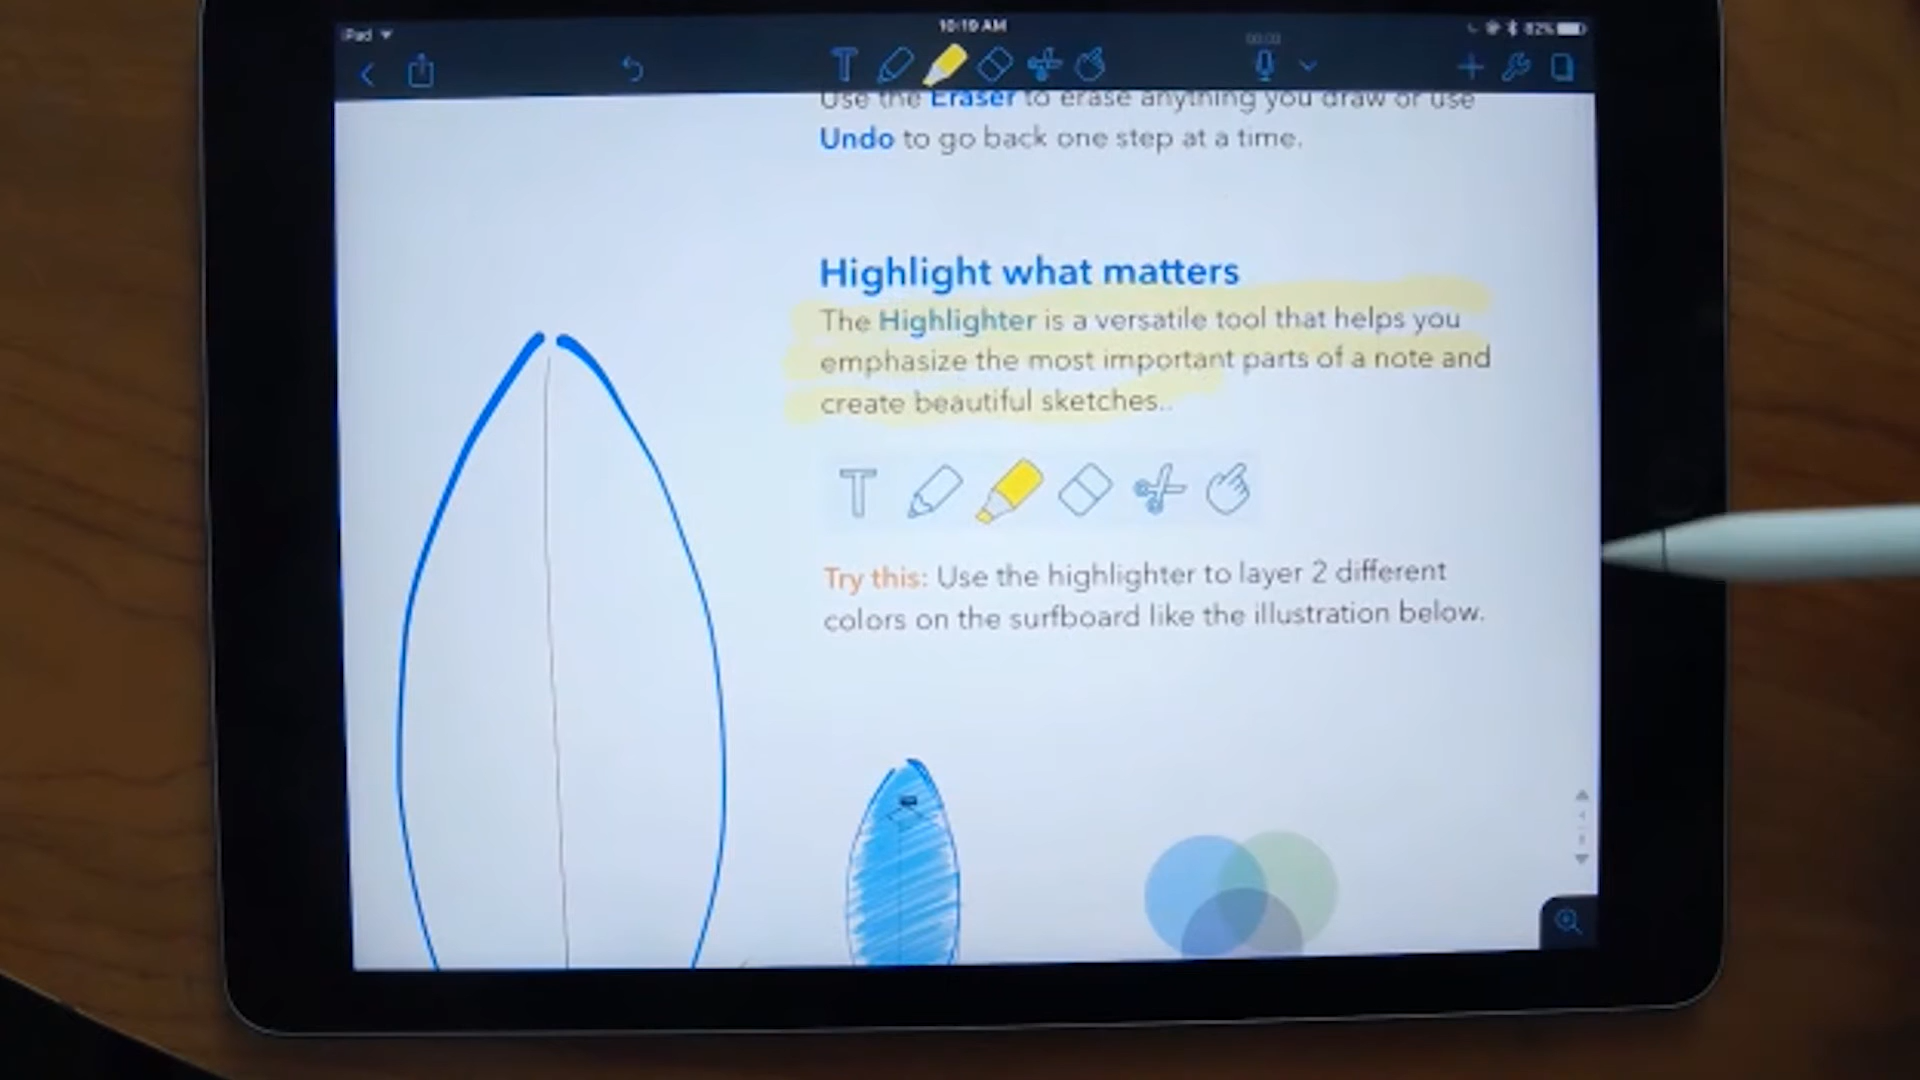 iPad
10:19 AM
82%
00:00
Use the Eraser to erase anything you draw or use
Undo to go back one step at a time.
Highlight what matters
The Highlighter is a versatile tool that helps you
emphasize the most important parts of a note and
create beautiful sketches..
Try this: Use the highlighter to layer 2 different
colors on the surfboard like the illustration below.